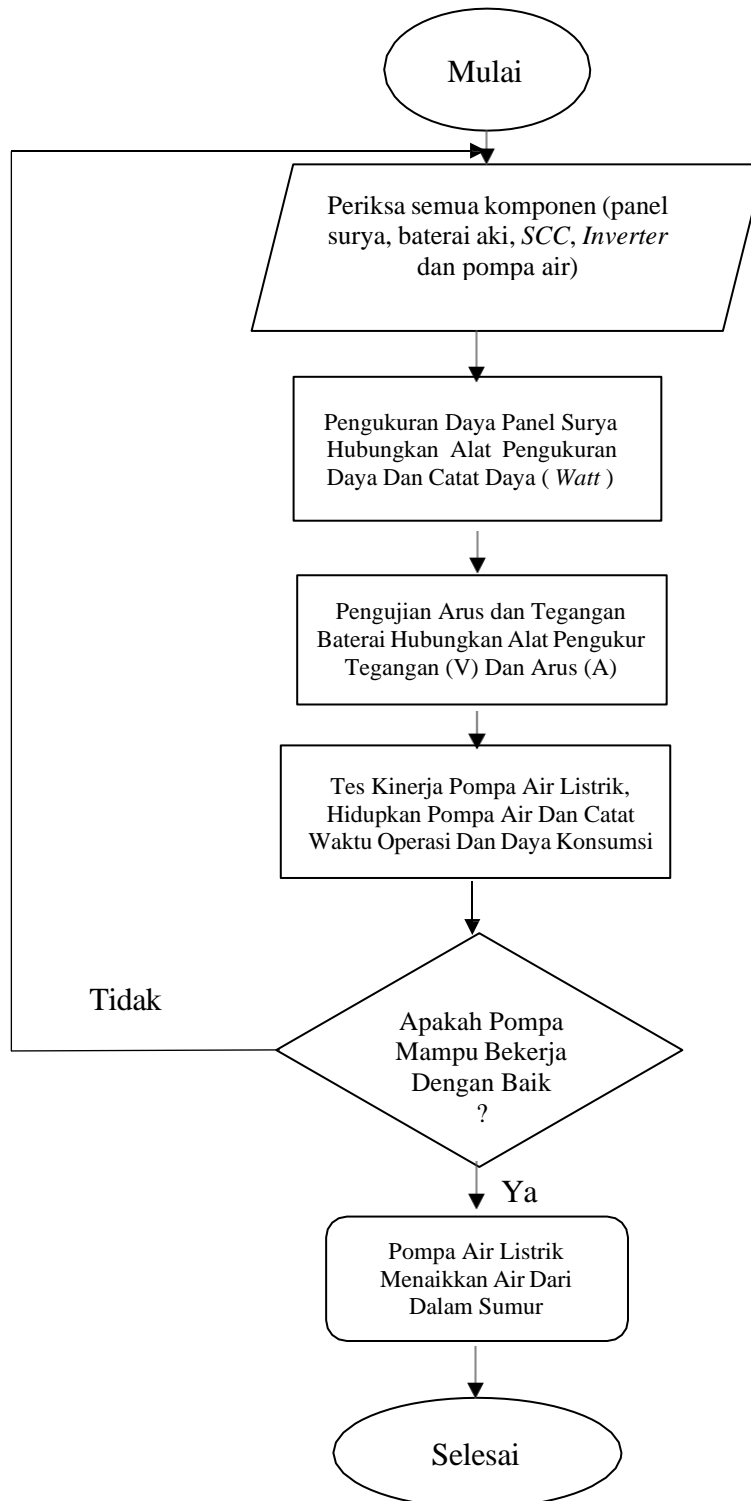 Mulai
Periksa semua komponen (panel
surya, baterai aki, SCC, Inverter
dan pompa air)
Pengukuran Daya Panel Surya
Hubungkan Alat Pengukuran
Daya Dan Catat Daya ( Watt )
Pengujian Arus dan Tegangan
Baterai Hubungkan Alat Pengukur
Tegangan (V) Dan Arus (A)
Tes Kinerja Pompa Air Listrik,
Hidupkan Pompa Air Dan Catat
Waktu Operasi Dan Daya Konsumsi
Tidak
Apakah Pompa
Mampu Bekerja
Dengan Baik
?
Ya
Pompa Air Listrik
Menaikkan Air Dari
Dalam Sumur
Selesai